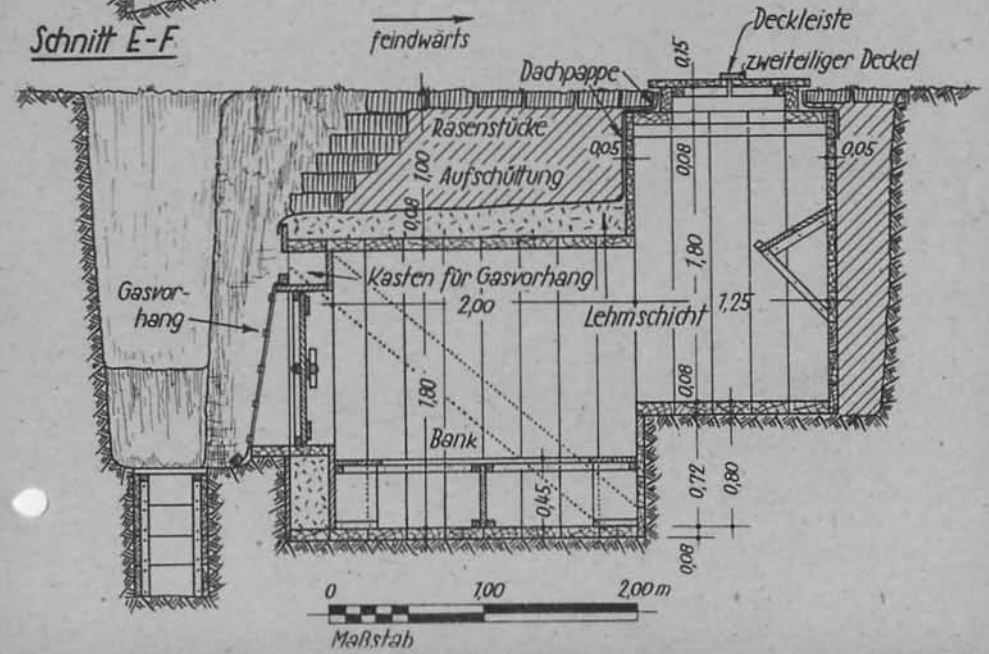 Schnitt E-F
feindwärts
Deckleiste
zweiteiliger Deckel
Dachpappe
0,15
Rasenstücke
Aufschüttung
1,00
0,08
0,05
0,08
0,05
Gasvor-
hang
Kasten für Gasvorhang
2,00
Lehmschicht
1,80
1,25
1,80
0,08
Bank
0,45
0,72
0,80
0,08
0
1,00
2,00 m
Maßstab